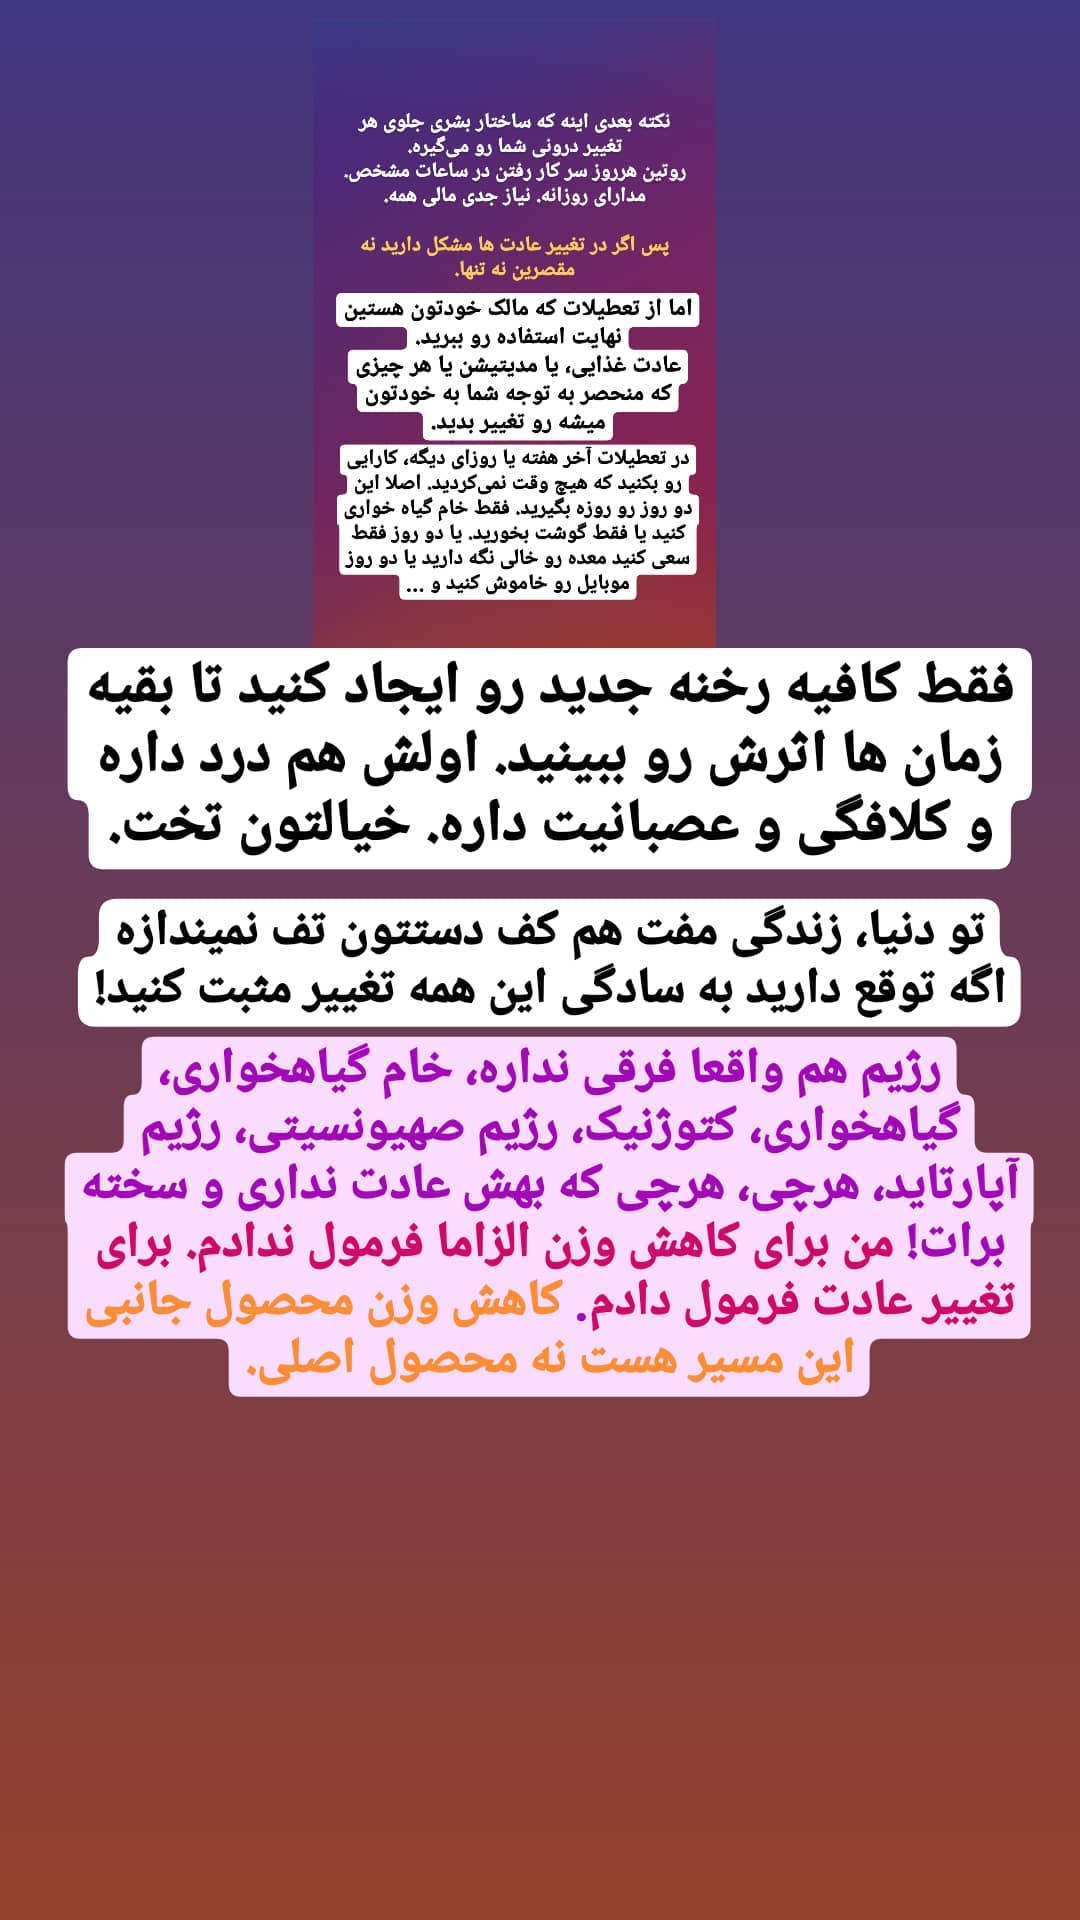 نکته بعدی اینه که ساختار بشری جلوی هر
تغییر درونی شما رو می‌گیره.
روتین هرروز سر کار رفتن در ساعات مشخص.
مدارای روزانه. نیاز جدی مالی همه.
پس اگر در تغییر عادت ها مشکل دارید نه
مقصرین نه تنها.
اما از تعطیلات که مالک خودتون هستین
نهایت استفاده رو ببرید.
عادت غذایی، یا مدیتیشن یا هر چیزی
که منحصر به توجه شما به خودتون
میشه رو تغییر بدید.
در تعطیلات آخر هفته یا روزای دیگه، کارایی
رو بکنید که هیچ وقت نمی‌کردید. اصلا این
دو روز رو روزه بگیرید. فقط خام گیاه خواری
کنید یا فقط گوشت بخورید. یا دو روز فقط
سعی کنید معده رو خالی نگه دارید یا دو روز
موبایل رو خاموش کنید و ...
فقط کافیه رخنه جدید رو ایجاد کنید تا بقیه
زمان ها اثرش رو ببینید. اولش هم درد داره
و کلافگی و عصبانیت داره. خیالتون تخت.
تو دنیا، زندگی مفت هم کف دستتون تف نمیندازه
اگه توقع دارید به سادگی این همه تغییر مثبت کنید!
رژیم هم واقعا فرقی نداره، خام گیاهخواری،
گیاهخواری، کتوژنیک، رژیم صهیونسیتی، رژیم
آپارتاید، هرچی، هرچی که بهش عادت نداری و سخته
برات! من برای کاهش وزن الزاما فرمول ندادم. برای
تغییر عادت فرمول دادم. کاهش وزن محصول جانبی
این مسیر هست نه محصول اصلی.